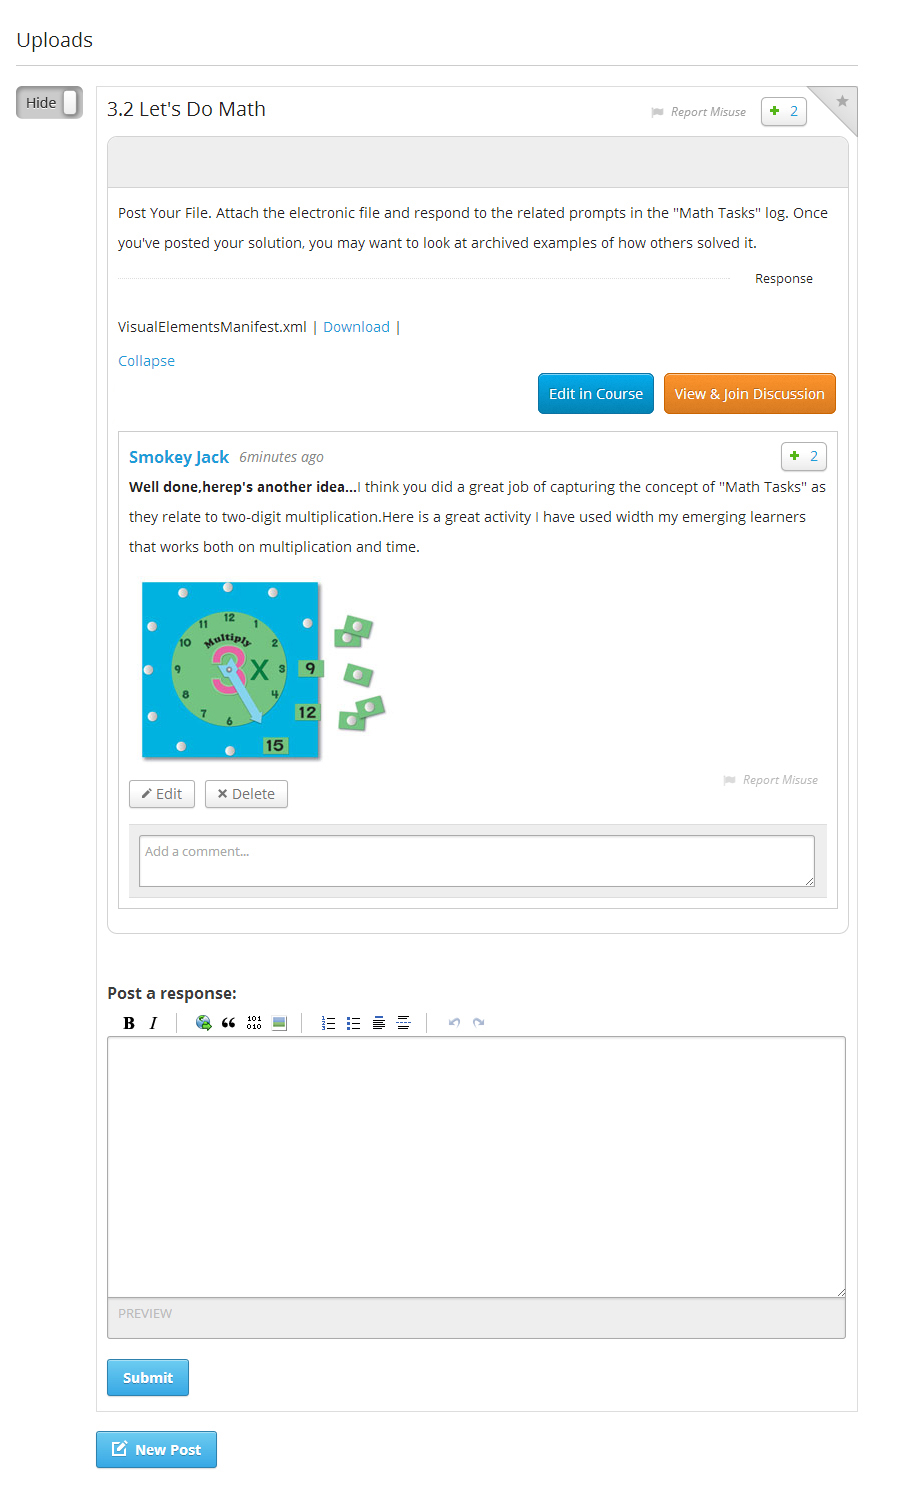 Uploads
Hide
3.2 Let's Do Math
Report Misuse
+ 2
Post Your File. Attach the electronic file and respond to the related prompts in the "Math Tasks" log. Once
you've posted your solution, you may want to look at archived examples of how others solved it.
Response
VisualElementsManifest.xml | Download |
Collapse
Edit in Course
View & Join Discussion
Smokey Jack 6minutes ago
+ 2
Well done,herep's another idea...I think you did a great job of capturing the concept of "Math Tasks" as
they relate to two-digit multiplication.Here is a great activity I have used width my emerging learners
that works both on multiplication and time.
12
11 1
Multiply
10 2
9 3X 3 9
8 4
7 6
12
15
Report Misuse
Edit
× Delete
Add a comment...
Post a response:
B I “ 101
010
PREVIEW
Submit
New Post